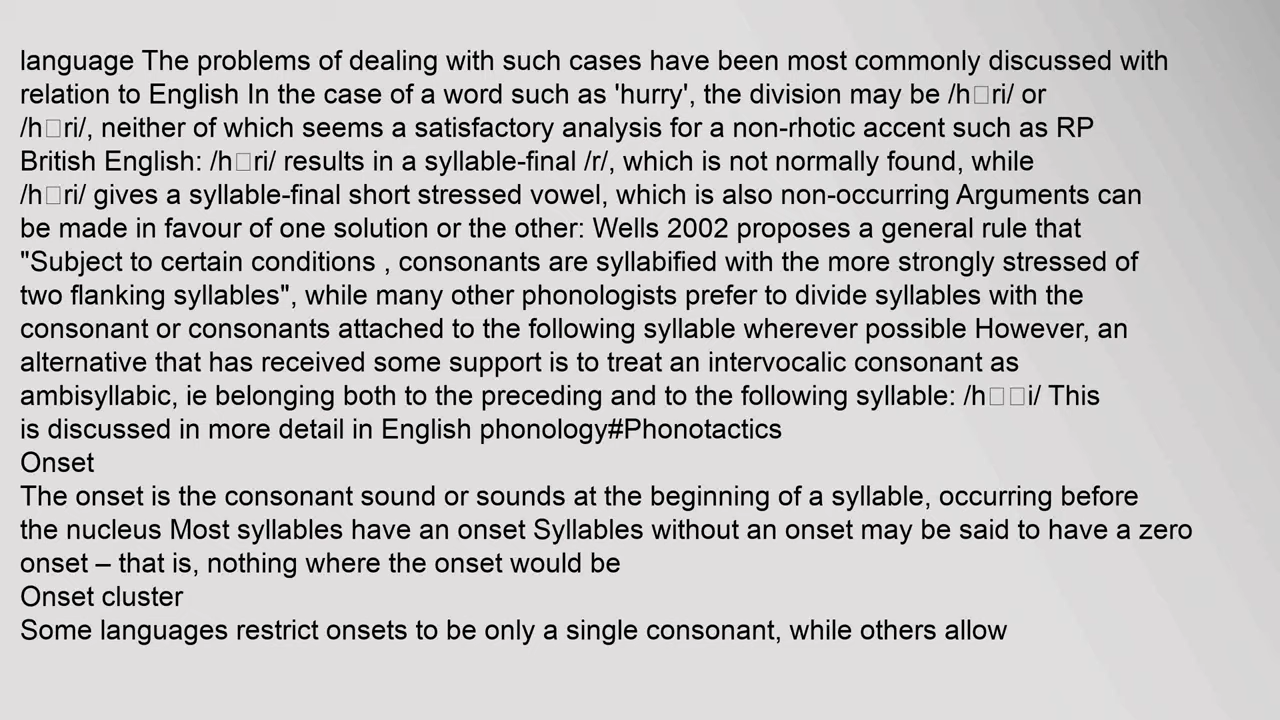 language The problems of dealing with such cases have been most commonly discussed with
relation to English In the case of a word such as 'hurry', the division may be /h□ri/ or
/h□ri/, neither of which seems a satisfactory analysis for a non-rhotic accent such as RP
British English: /h□ri/ results in a syllable-final /r/, which is not normally found, while
/h□ri/ gives a syllable-final short stressed vowel, which is also non-occurring Arguments can
be made in favour of one solution or the other: Wells 2002 proposes a general rule that
"Subject to certain conditions , consonants are syllabified with the more strongly stressed of
two flanking syllables", while many other phonologists prefer to divide syllables with the
consonant or consonants attached to the following syllable wherever possible However, an
alternative that has received some support is to treat an intervocalic consonant as
ambisyllabic, ie belonging both to the preceding and to the following syllable: /h□□i/ This
is discussed in more detail in English phonology#Phonotactics
Onset
The onset is the consonant sound or sounds at the beginning of a syllable, occurring before
the nucleus Most syllables have an onset Syllables without an onset may be said to have a zero
onset – that is, nothing where the onset would be
Onset cluster
Some languages restrict onsets to be only a single consonant, while others allow